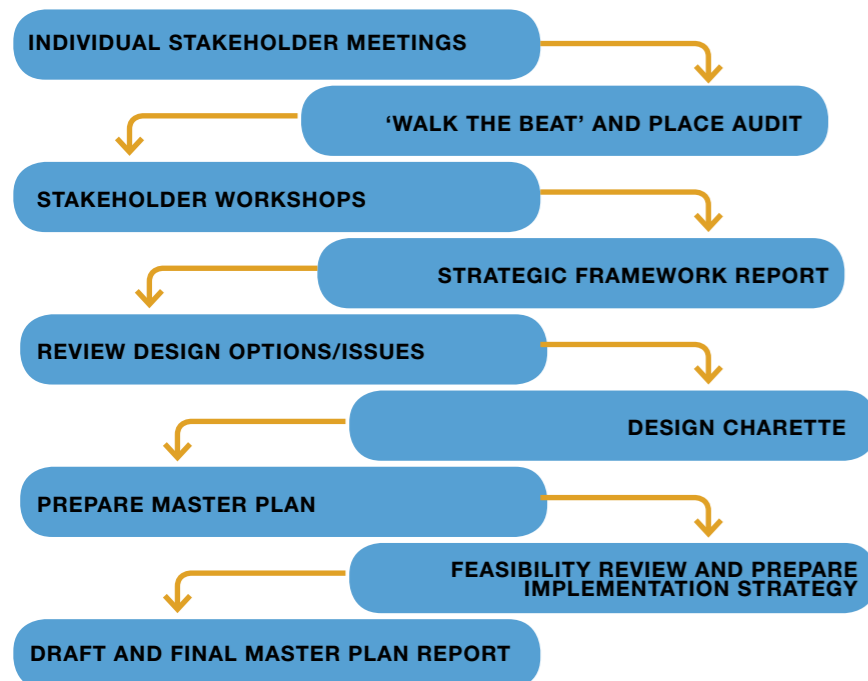 INDIVIDUAL STAKEHOLDER MEETINGS
‘WALK THE BEAT’ AND PLACE AUDIT
STAKEHOLDER WORKSHOPS
STRATEGIC FRAMEWORK REPORT
REVIEW DESIGN OPTIONS/ISSUES
DESIGN CHARETTE
PREPARE MASTER PLAN
FEASIBILITY REVIEW AND PREPARE
IMPLEMENTATION STRATEGY
DRAFT AND FINAL MASTER PLAN REPORT